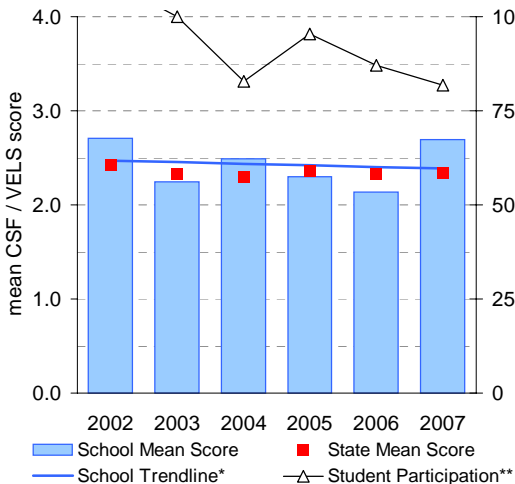 4.0
3.0
2.0
1.0
0.0
mean CSF / VELS score
10
75
50
25
0
2002 2003 2004 2005 2006 2007
School Mean Score State Mean Score
School Trendline* Student Participation**